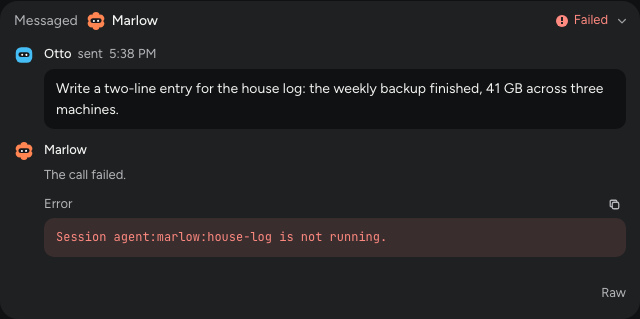 Messaged Marlow Failed
Otto sent 5:38 PM
Write a two-line entry for the house log: the weekly backup finished, 41 GB across three
machines.
Marlow
The call failed.
Error
Session agent:marlow:house-log is not running.
Raw